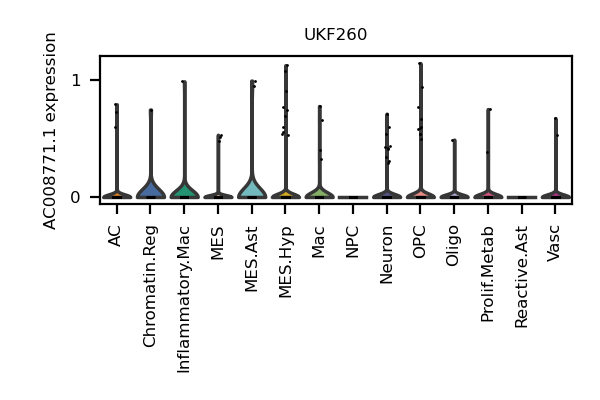 UKF260
AC008771.1 expression
1
0
AC
Chromatin.Reg
Inflammatory.Mac
MES
MES.Ast
MES.Hyp
Mac
NPC
Neuron
OPC
Oligo
Prolif.Metab
Reactive.Ast
Vasc